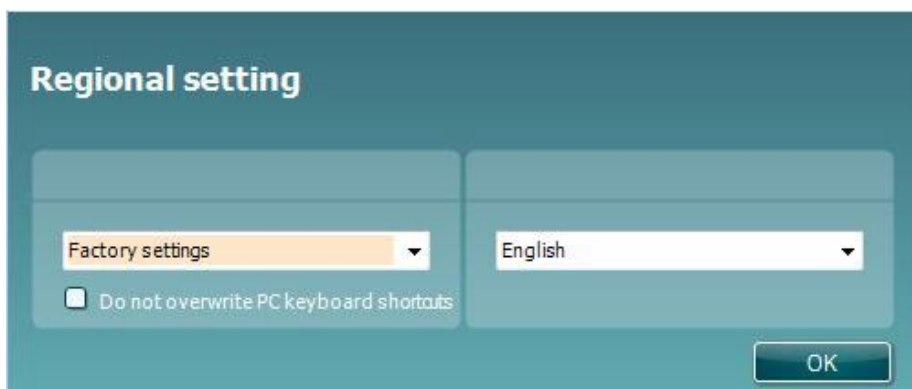 Regional setting
Factory settings
English
Do not overwrite PC keyboard shortcuts
OK